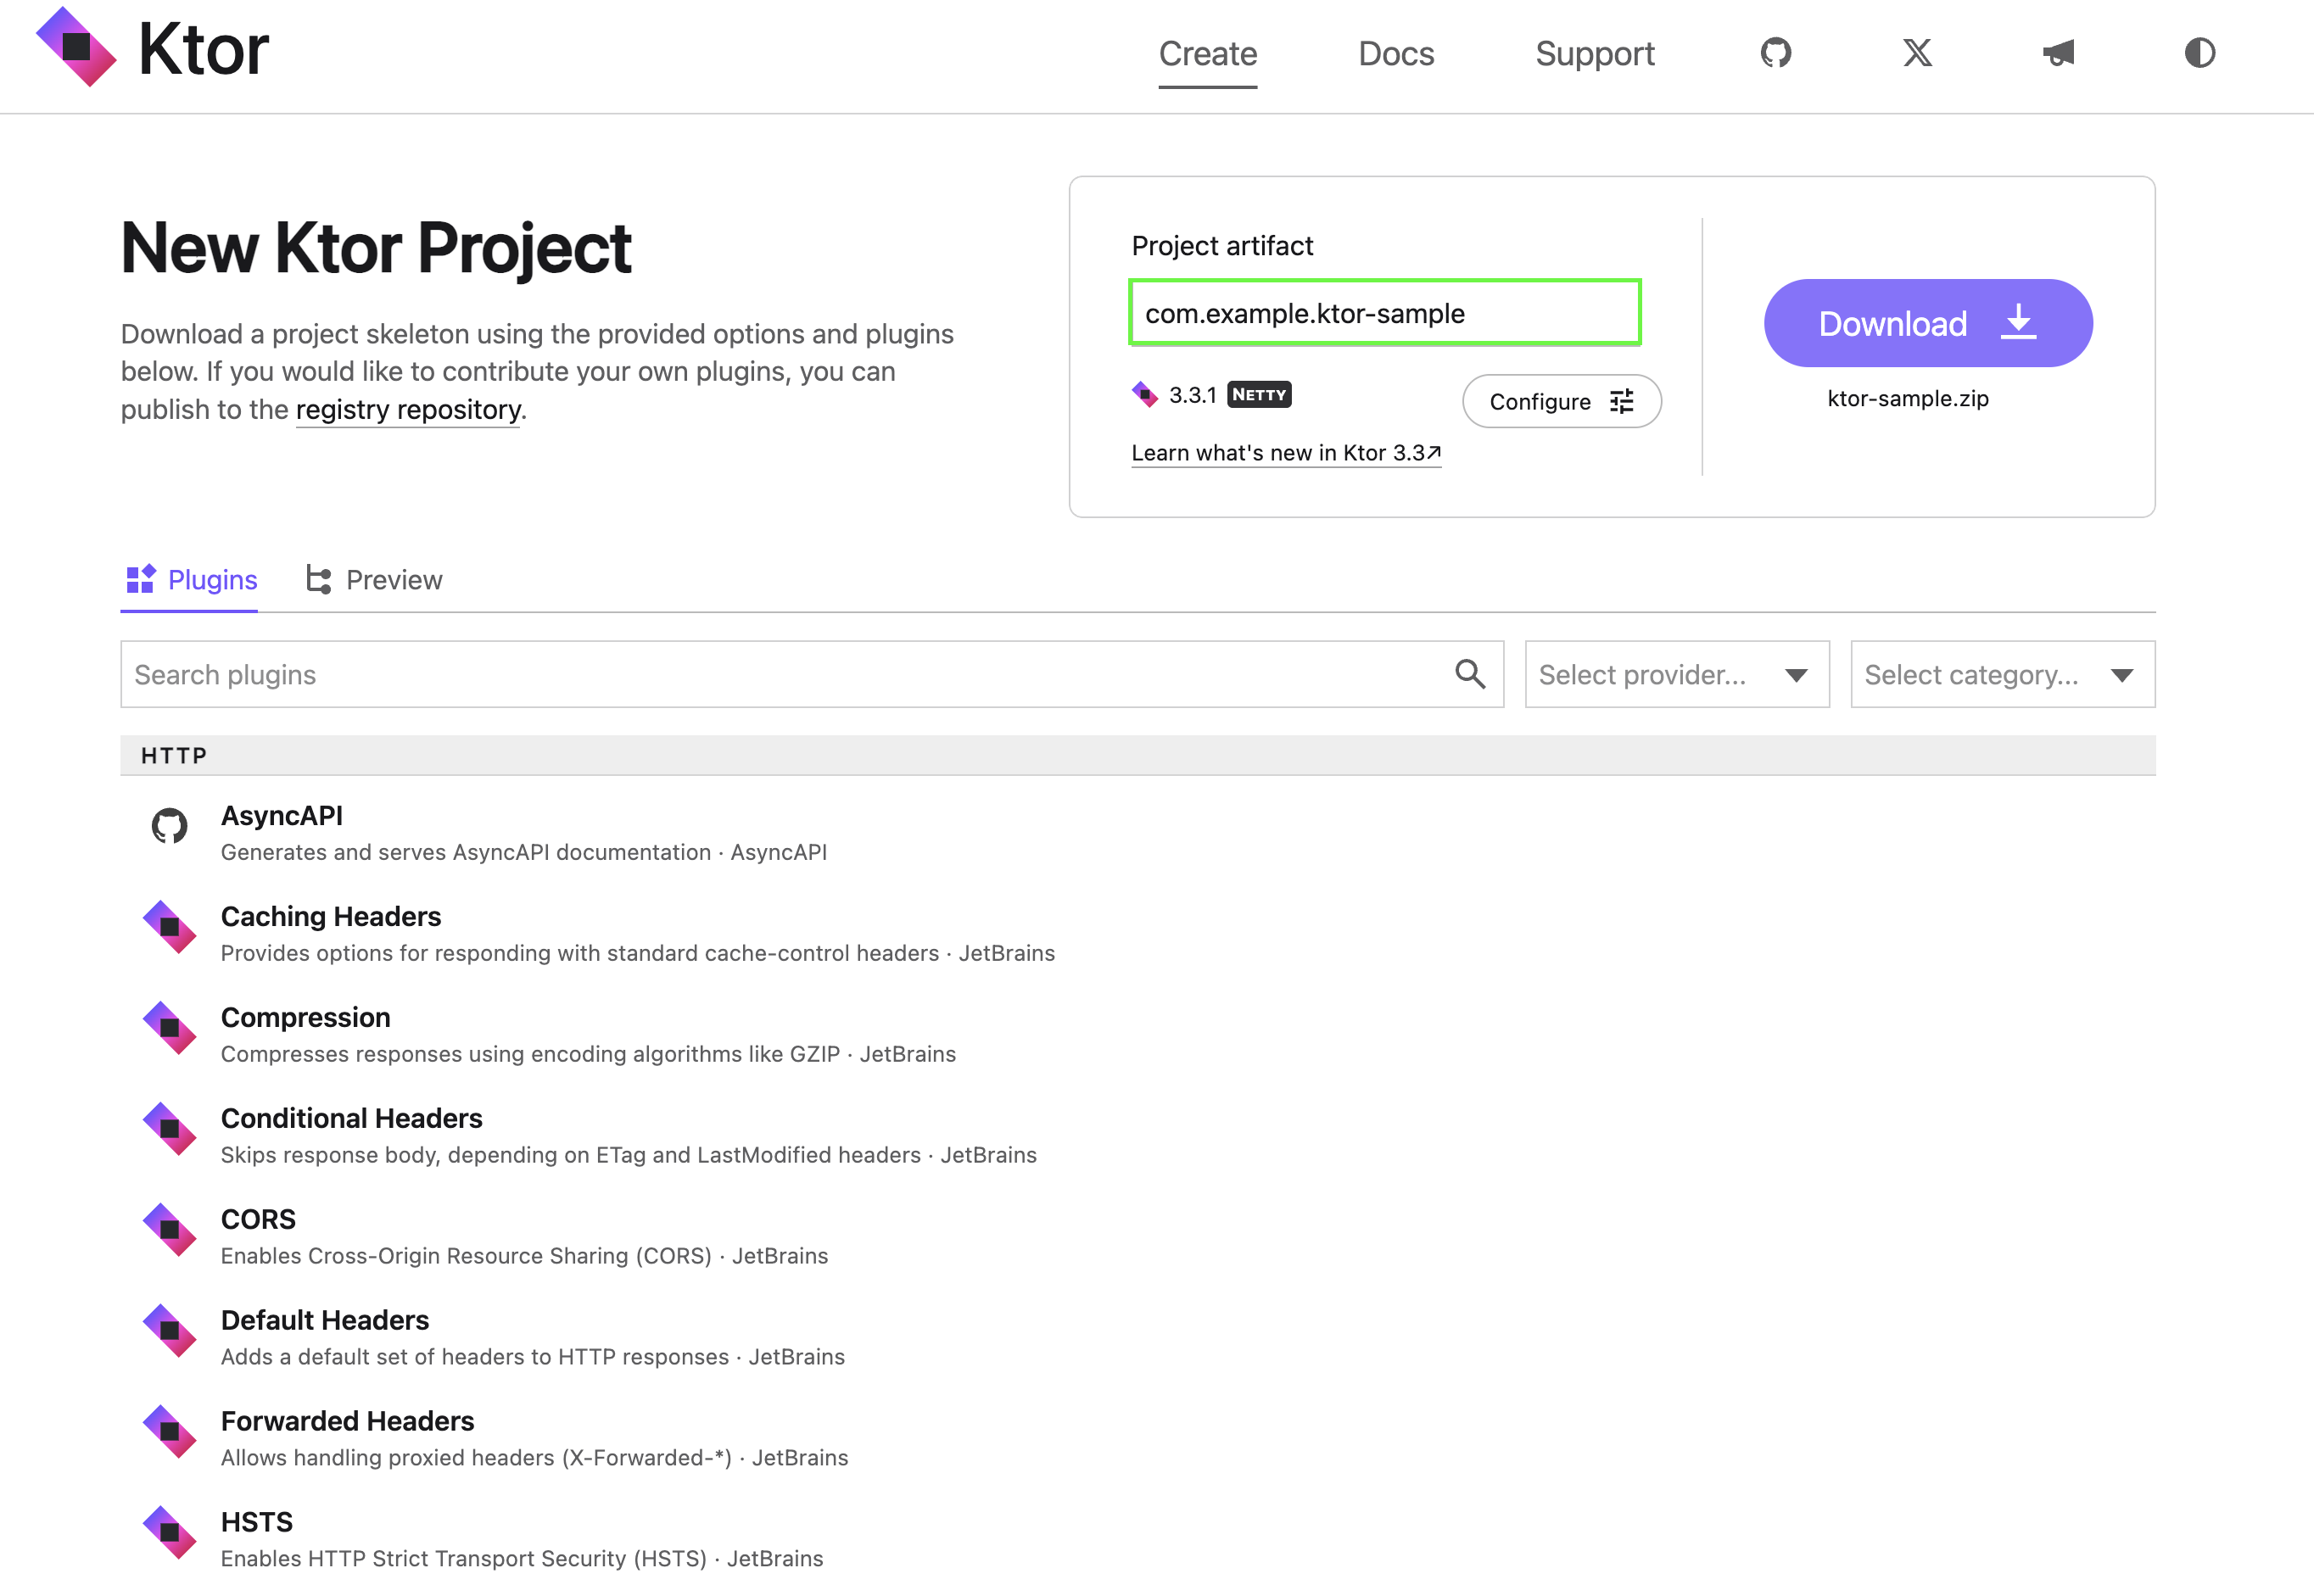 Ktor
Create
Docs
Support
New Ktor Project
Download a project skeleton using the provided options and plugins
below. If you would like to contribute your own plugins, you can
publish to the registry repository.
Project artifact
com.example.ktor-sample
3.3.1 NETTY
Configure
Learn what's new in Ktor 3.3↗
Download
ktor-sample.zip
Plugins
Preview
Search plugins
Select provider...
Select category...
HTTP
AsyncAPI
Generates and serves AsyncAPI documentation · AsyncAPI
Caching Headers
Provides options for responding with standard cache-control headers · JetBrains
Compression
Compresses responses using encoding algorithms like GZIP · JetBrains
Conditional Headers
Skips response body, depending on ETag and LastModified headers · JetBrains
CORS
Enables Cross-Origin Resource Sharing (CORS) · JetBrains
Default Headers
Adds a default set of headers to HTTP responses · JetBrains
Forwarded Headers
Allows handling proxied headers (X-Forwarded-*) · JetBrains
HSTS
Enables HTTP Strict Transport Security (HSTS) · JetBrains